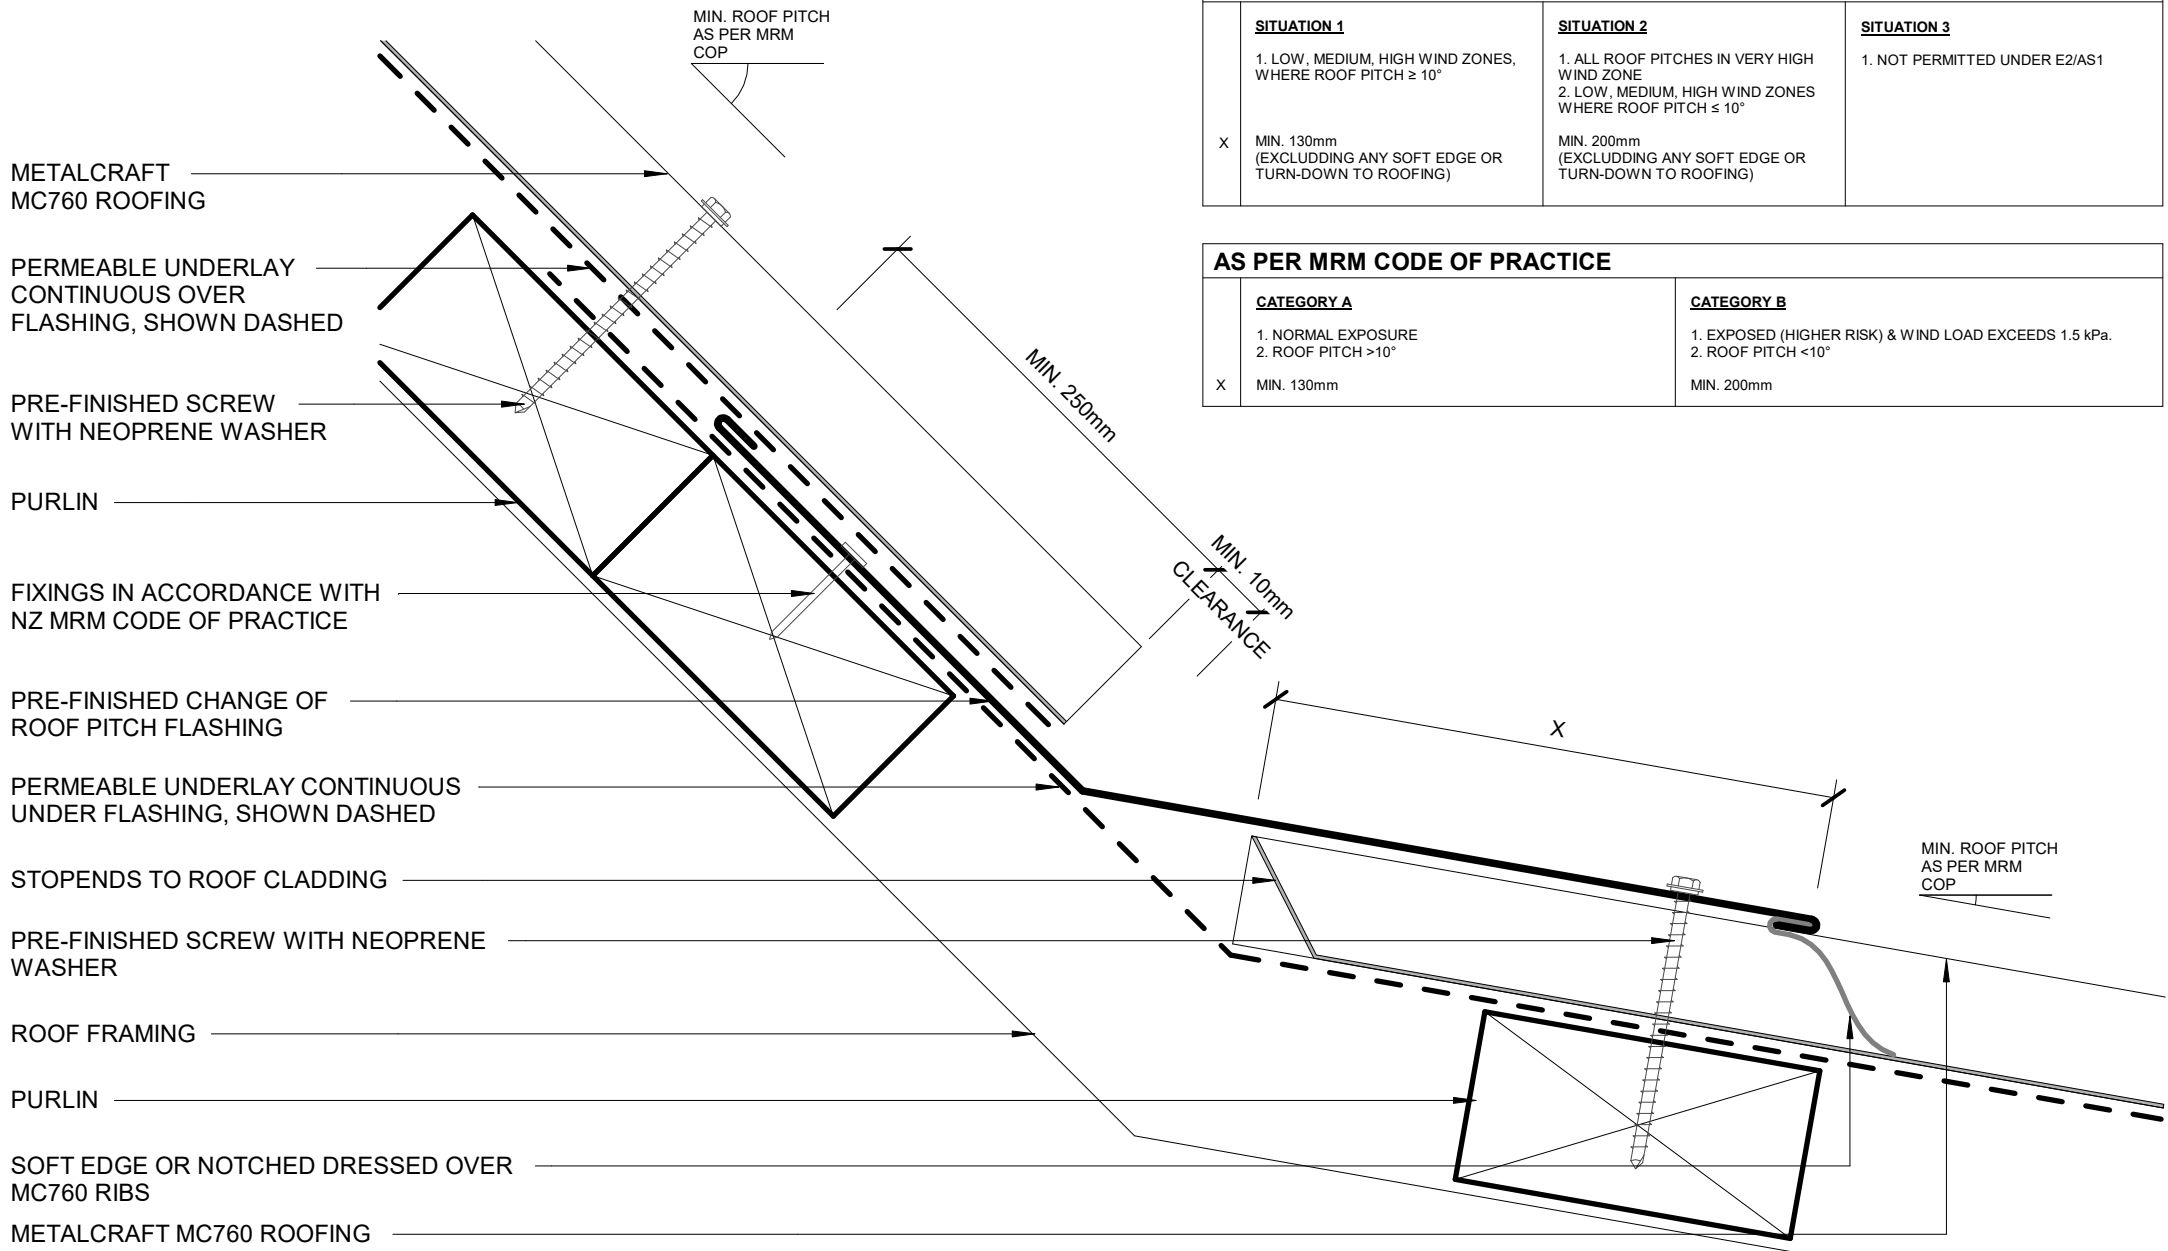 MIN. ROOF PITCH
AS PER MRM
COP
SITUATION 1
1. LOW, MEDIUM, HIGH WIND ZONES,
WHERE ROOF PITCH ≥ 10°
X
MIN. 130mm
(EXCLUDDING ANY SOFT EDGE OR
TURN-DOWN TO ROOFING)
SITUATION 2
1. ALL ROOF PITCHES IN VERY HIGH
WIND ZONE
2. LOW, MEDIUM, HIGH WIND ZONES
WHERE ROOF PITCH ≤ 10°
MIN. 200mm
(EXCLUDDING ANY SOFT EDGE OR
TURN-DOWN TO ROOFING)
SITUATION 3
1. NOT PERMITTED UNDER E2/AS1
AS PER MRM CODE OF PRACTICE
CATEGORY A
1. NORMAL EXPOSURE
2. ROOF PITCH >10°
X
MIN. 130mm
CATEGORY B
1. EXPOSED (HIGHER RISK) & WIND LOAD EXCEEDS 1.5 kPa.
2. ROOF PITCH <10°
MIN. 200mm
METALCRAFT
MC760 ROOFING
PERMEABLE UNDERLAY
CONTINUOUS OVER
FLASHING, SHOWN DASHED
PRE-FINISHED SCREW
WITH NEOPRENE WASHER
PURLIN
FIXINGS IN ACCORDANCE WITH
NZ MRM CODE OF PRACTICE
PRE-FINISHED CHANGE OF
ROOF PITCH FLASHING
PERMEABLE UNDERLAY CONTINUOUS
UNDER FLASHING, SHOWN DASHED
STOPENDS TO ROOF CLADDING
PRE-FINISHED SCREW WITH NEOPRENE
WASHER
ROOF FRAMING
PURLIN
SOFT EDGE OR NOTCHED DRESSED OVER
MC760 RIBS
METALCRAFT MC760 ROOFING
MIN. 250mm
MIN. 10mm
CLEARANCE
X
MIN. ROOF PITCH
AS PER MRM
COP